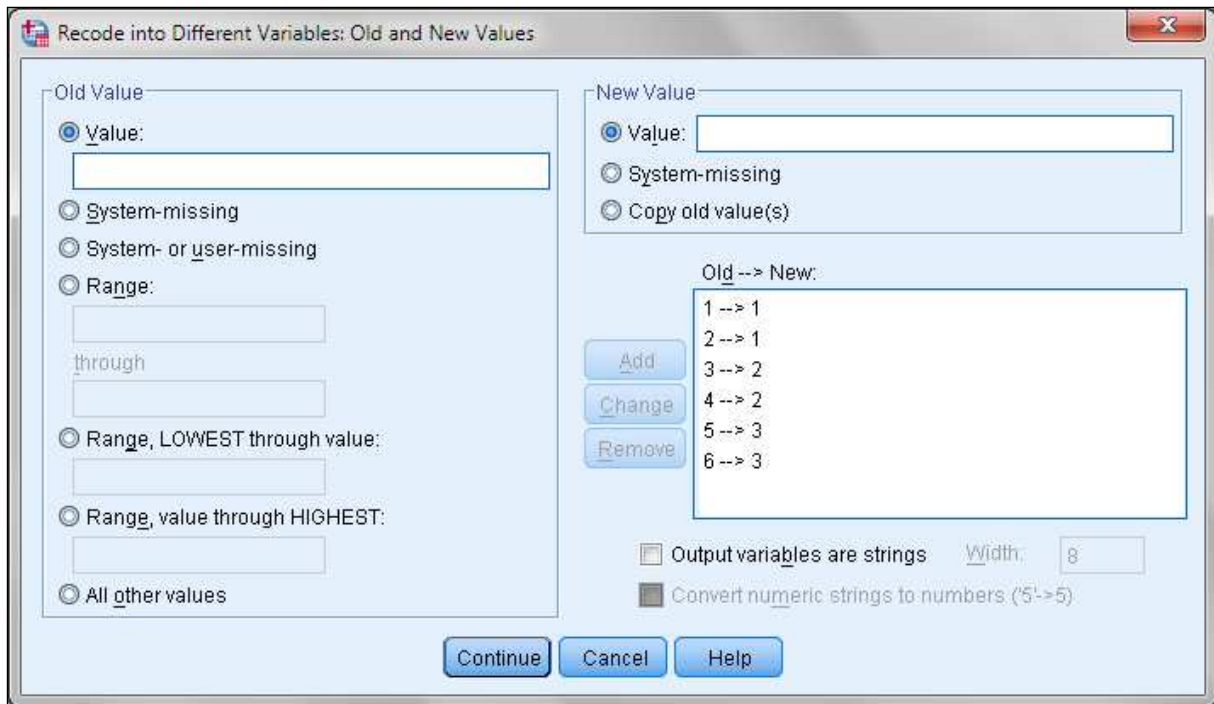 Recode into Different Variables: Old and New Values
Old Value
Value:
System-missing
System- or user-missing
Range:
through
Range, LOWEST through value:
Range, value through HIGHEST:
All other values
New Value
Value:
System-missing
Copy old value(s)
Old --> New:
1 --> 1
2 --> 1
3 --> 2
4 --> 2
5 --> 3
6 --> 3
Add
Change
Remove
Output variables are strings Width: 8
Convert numeric strings to numbers ('5'->5)
Continue Cancel Help